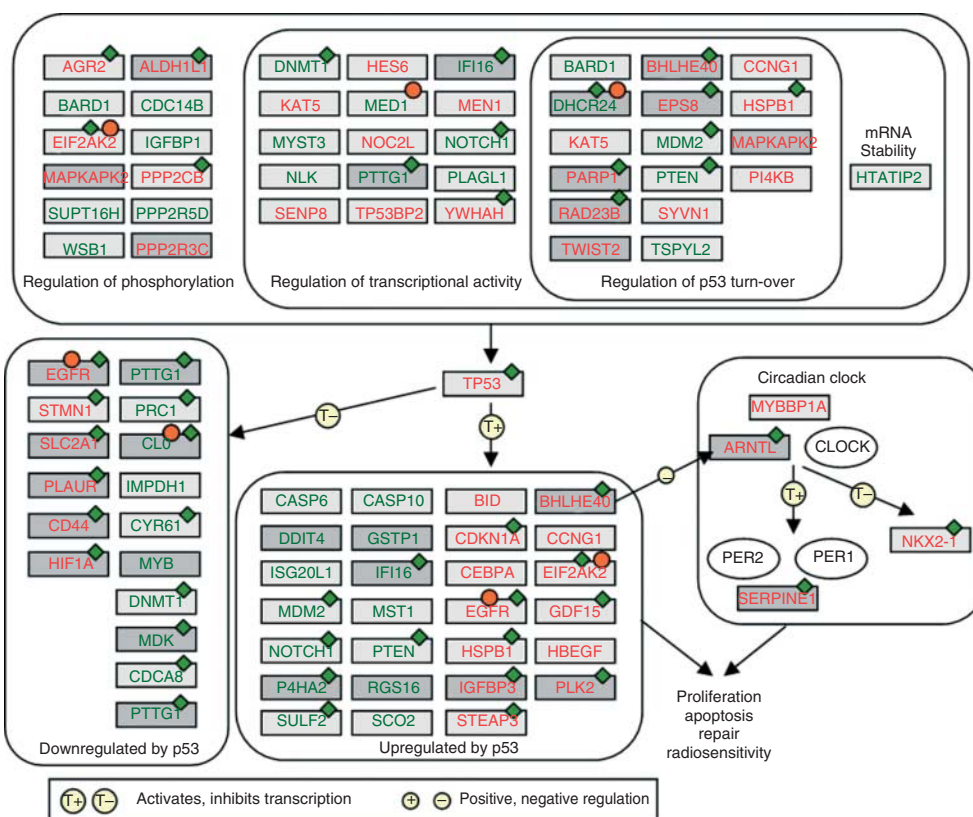 AGR2 ALDH1L1
BARD1 CDC14B
EIF2AK2 IGFBP1
MAPKAPK2 PPP2CB
SUPT16H PPP2R5D
WSB1 PPP2R3C
Regulation of phosphorylation
DNMT1 HES6 IFI16
KAT5 MED1 MEN1
MYST3 NOC2L NOTCH1
NLK PTTG1 PLAGL1
SENP8 TP53BP2 YWHAH
Regulation of transcriptional activity
BARD1 BHLHE40 CCNG1
DHCR24 EPS8 HSPB1
KAT5 MDM2 MAPKAPK2
PARP1 PTEN PI4KB
RAD23B SYVN1
TWIST2 TSPYL2
Regulation of p53 turn-over
mRNA
Stability
HTATIP2
TP53
T−
T+
EGFR PTTG1
STMN1 PRC1
SLC2A1 CL0
PLAUR IMPDH1
CD44 CYR61
HIF1A MYB
DNMT1
MDK
CDCA8
PTTG1
Downregulated by p53
CASP6 CASP10 BID BHLHE40
DDIT4 GSTP1 CDKN1A CCNG1
ISG20L1 IFI16 CEBPA EIF2AK2
MDM2 MST1 EGFR GDF15
NOTCH1 PTEN HSPB1 HBEGF
P4HA2 RGS16 IGFBP3 PLK2
SULF2 SCO2 STEAP3
Upregulated by p53
−
Circadian clock
MYBBP1A
ARNTL CLOCK
T+ T−
NKX2-1
PER2 PER1
SERPINE1
Proliferation
apoptosis
repair
radiosensitivity
T+ T− Activates, inhibits transcription + − Positive, negative regulation